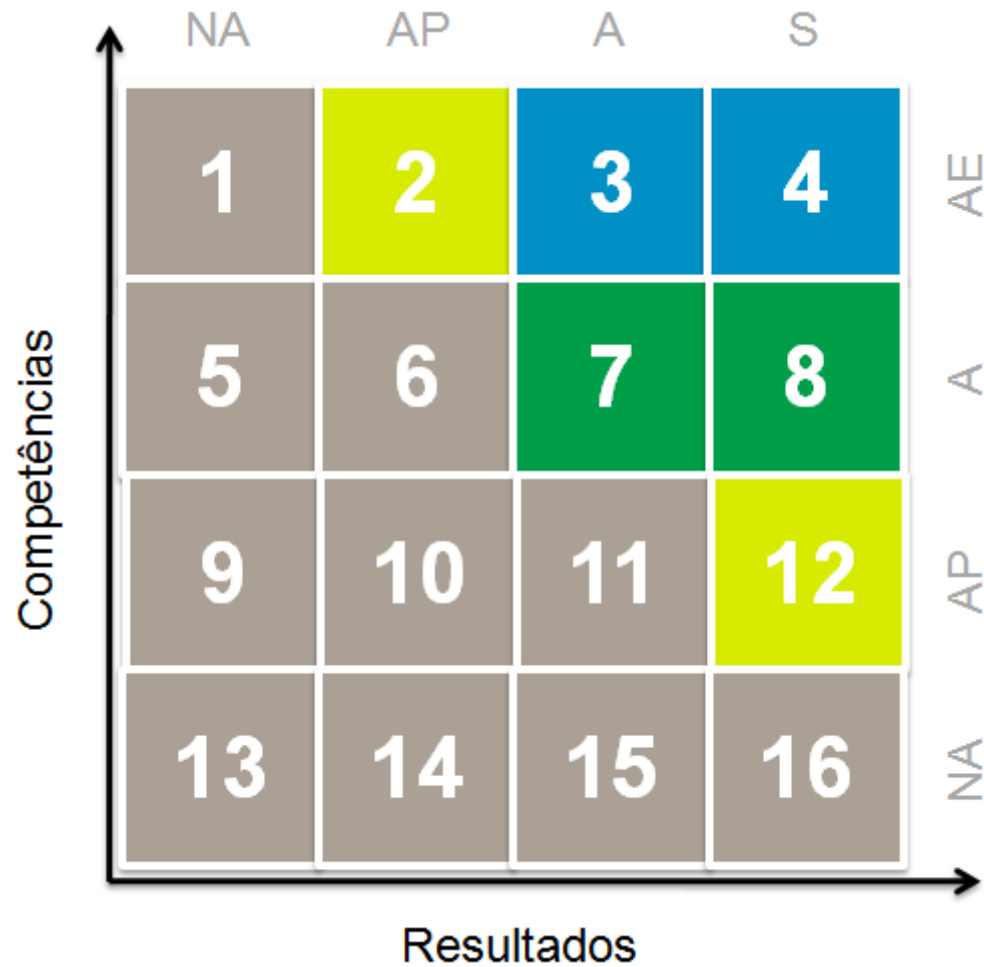 NA AP A S
1 2 3 4 AE
5 6 7 8 A
9 10 11 12 AP
13 14 15 16 NA
Competências
Resultados